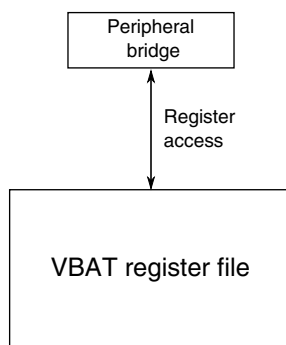 Peripheral
bridge
Register
access
VBAT register file